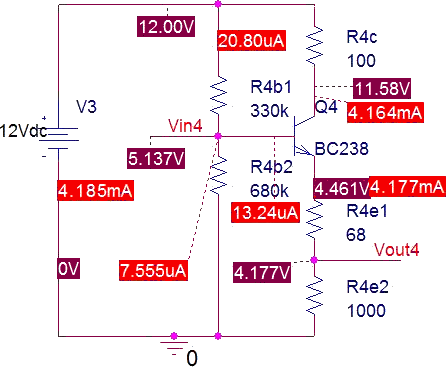 12.00V
20.80uA
R4c
100
11.58V
V3
R4b1
Q4
4.164mA
330k
12Vdc
Vin4
BC238
5.137V
R4b2
4.185mA
680k
4.461V
4.177mA
13.24uA
R4e1
68
Vout4
0V
7.555uA
4.177V
R4e2
1000
0